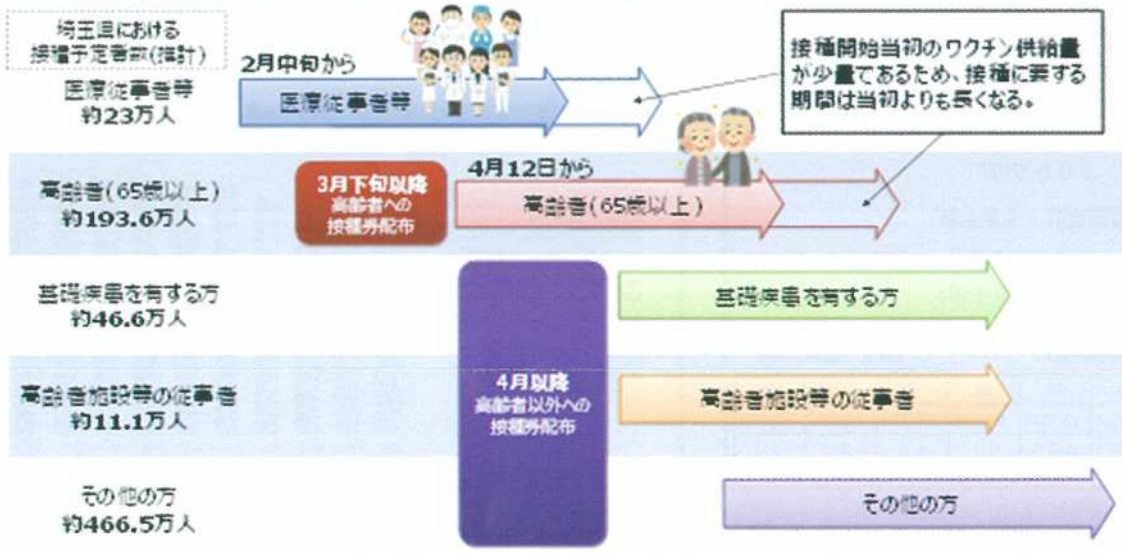 埼玉県における
接種予定者数(推計)
医療従事者等
約23万人
2月中旬から
医療従事者等
接種開始当初のワクチン供給量
が少量であるため、接種に要する
期間は当初よりも長くなる。
高齢者(65歳以上)
約193.6万人
3月下旬以降
高齢者への
接種券配布
4月12日から
高齢者(65歳以上)
基礎疾患を有する方
約46.6万人
基礎疾患を有する方
高齢者施設等の従事者
約11.1万人
4月以降
高齢者以外への
接種券配布
高齢者施設等の従事者
その他の方
約466.5万人
その他の方